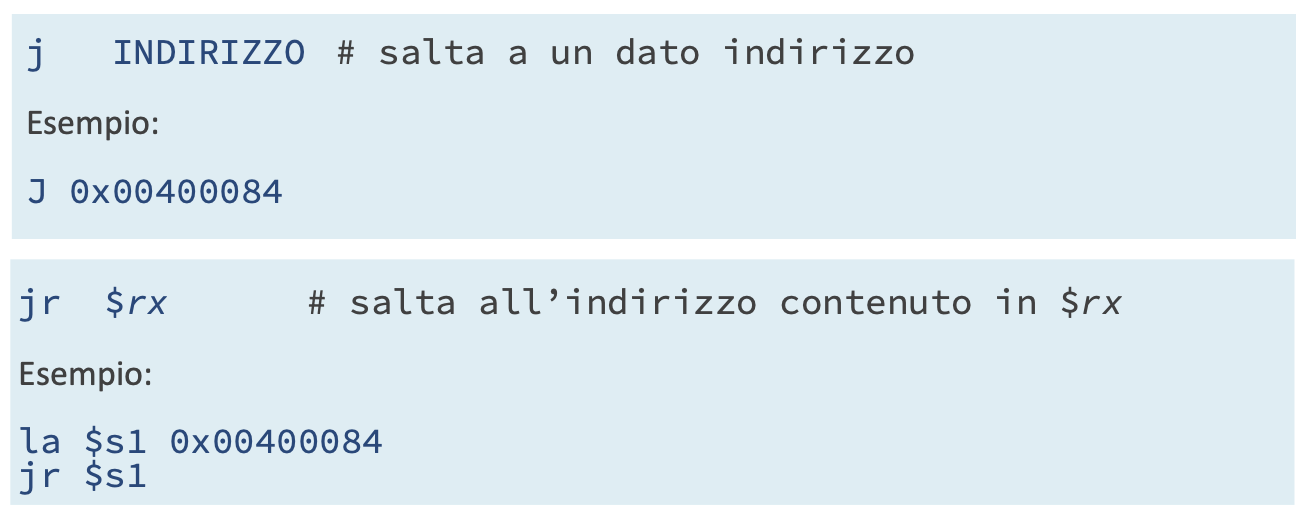 j   INDIRIZZO # salta a un dato indirizzo
Esempio:
J 0x00400084
jr  $rx      # salta all’indirizzo contenuto in $rx
Esempio:
la $s1 0x00400084
jr $s1